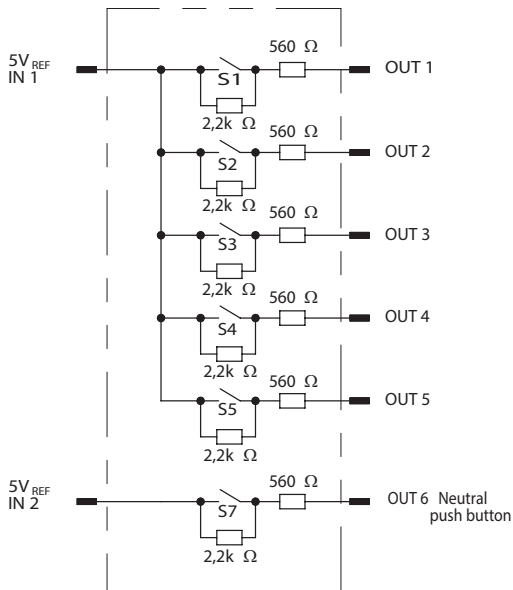 560 Ω
5V REF
IN 1
S1
OUT 1
2,2k Ω
560 Ω
S2
OUT 2
2,2k Ω
560 Ω
S3
OUT 3
2,2k Ω
560 Ω
S4
OUT 4
2,2k Ω
560 Ω
S5
OUT 5
2,2k Ω
560 Ω
5V REF
IN 2
S7
OUT 6 Neutral
push button
2,2k Ω